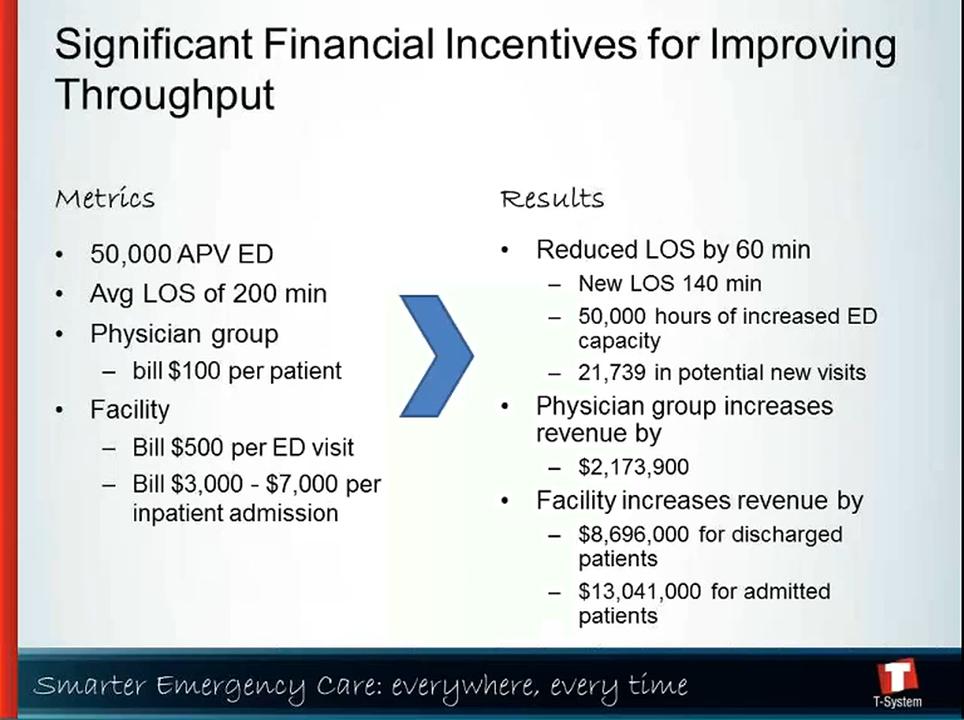 Significant Financial Incentives for Improving
Throughput
Metrics
• 50,000 APV ED
• Avg LOS of 200 min
• Physician group
– bill $100 per patient
• Facility
– Bill $500 per ED visit
– Bill $3,000 - $7,000 per
inpatient admission
Results
• Reduced LOS by 60 min
– New LOS 140 min
– 50,000 hours of increased ED
capacity
– 21,739 in potential new visits
• Physician group increases
revenue by
– $2,173,900
• Facility increases revenue by
– $8,696,000 for discharged
patients
– $13,041,000 for admitted
patients
Smarter Emergency Care: everywhere, every time
T-System